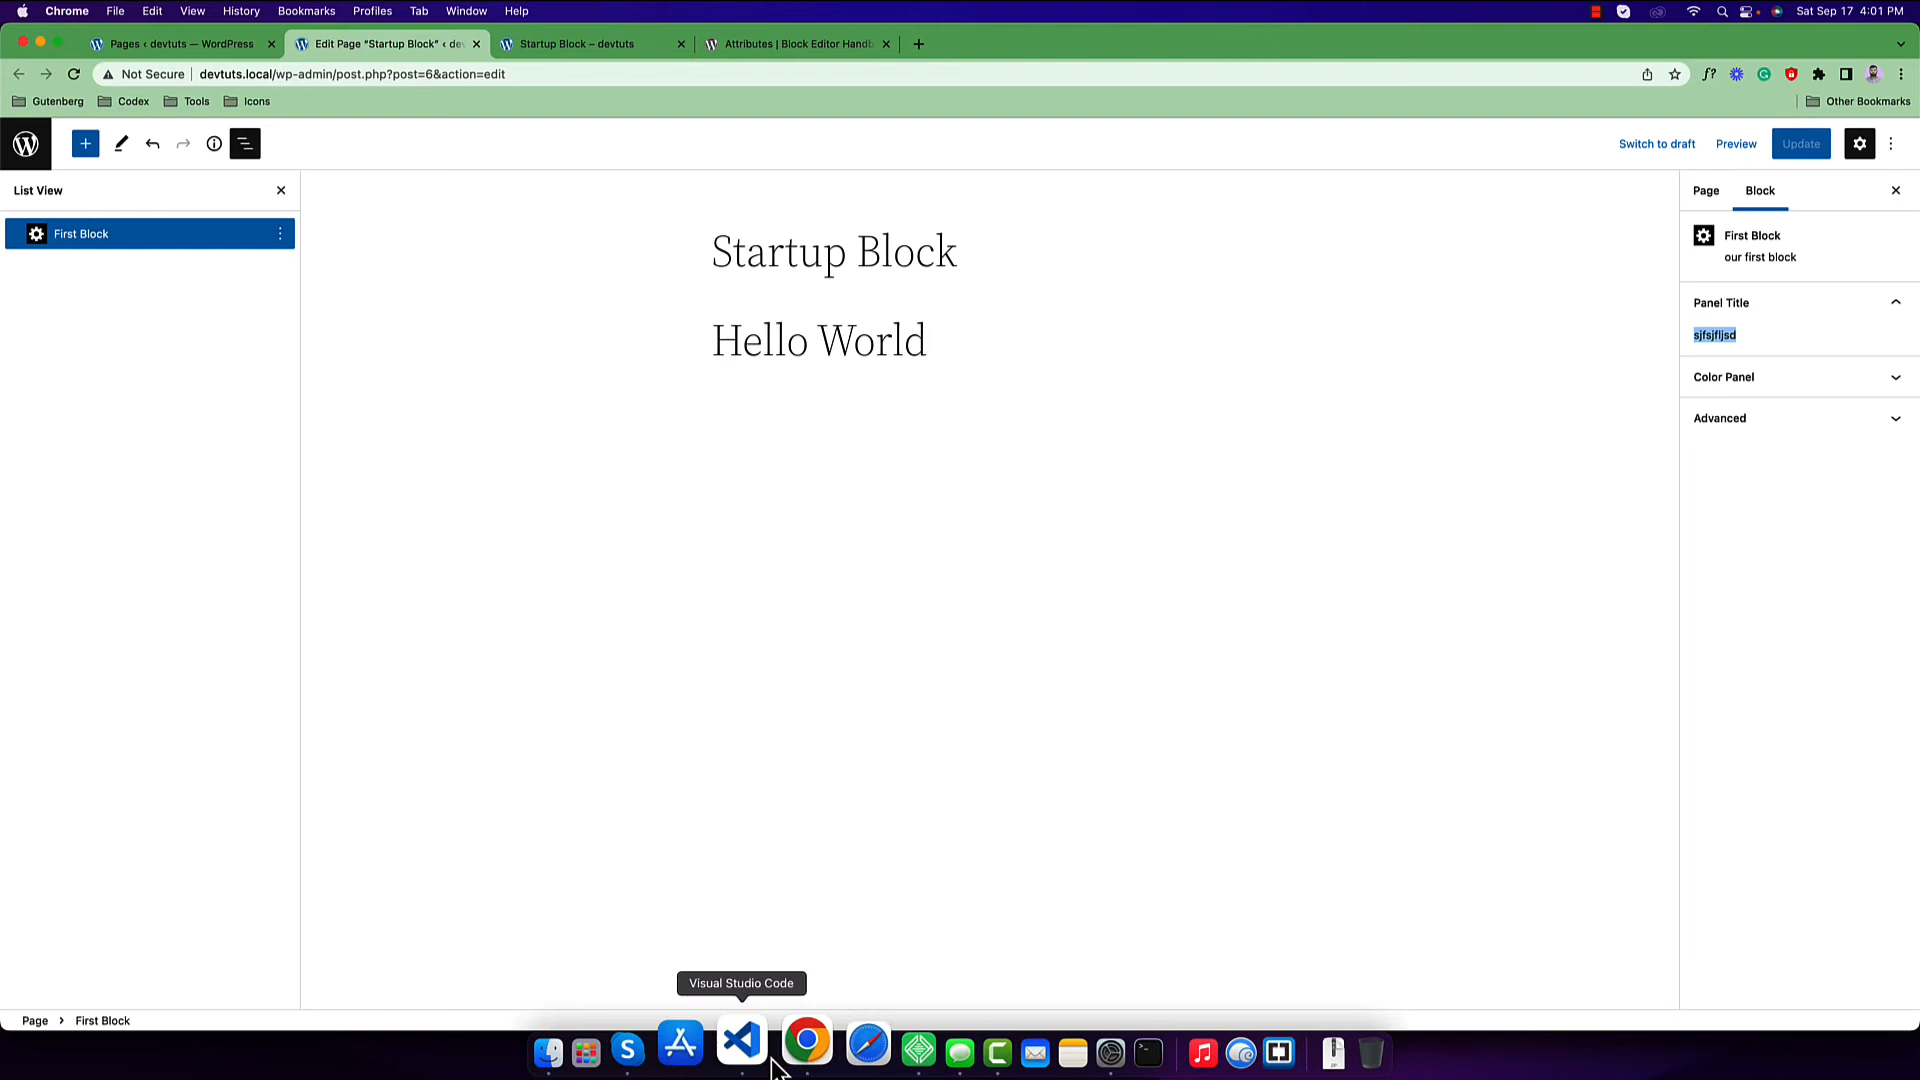 Chrome File Edit View History Bookmarks Profiles Tab Window Help Sat Sep 17 4:01 PM
Pages ‹ devtuts — WordPress Edit Page “Startup Block” ‹ dev Startup Block – devtuts Attributes | Block Editor Handb
Not Secure devtuts.local/wp-admin/post.php?post=6&action=edit f?
Gutenberg Codex Tools Icons Other Bookmarks
Switch to draft Preview Update
List View Page Block
First Block
Startup Block
Hello World
First Block
our first block
Panel Title
sjfsjfljsd
Color Panel
Advanced
Visual Studio Code
Page › First Block